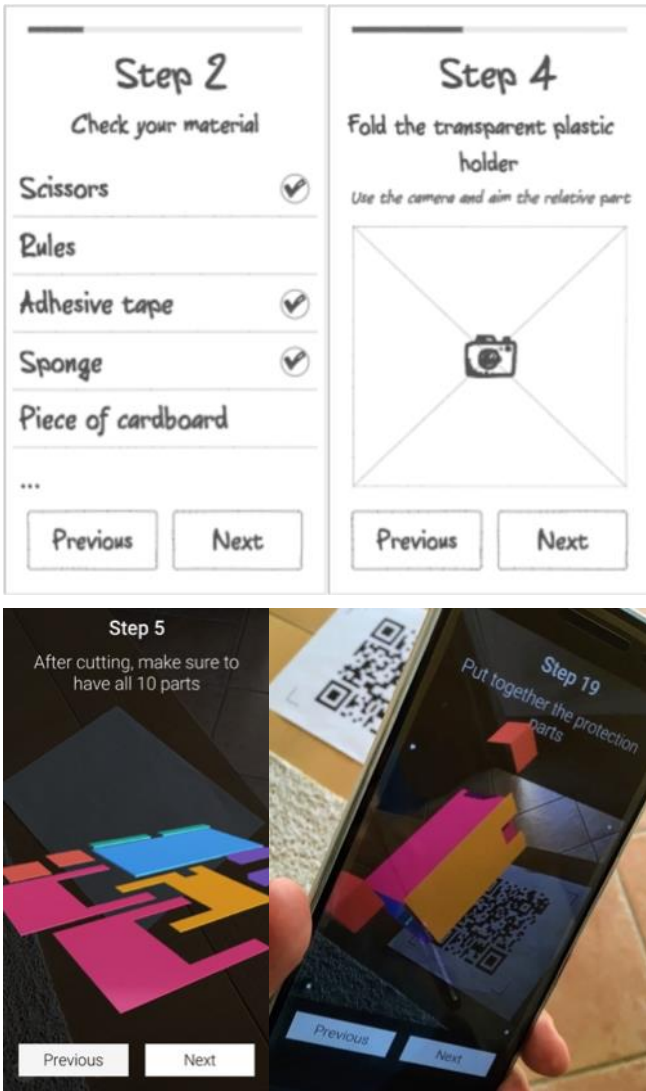 Step 2
Check your material
Scissors
Rules
Adhesive tape
Sponge
Piece of cardboard
...
Previous
Next
Step 4
Fold the transparent plastic
holder
Use the camera and aim the relative part
Previous
Next
Step 5
After cutting, make sure to
have all 10 parts
Previous
Next
Step 19
Put together the protection
parts
Previous
Next